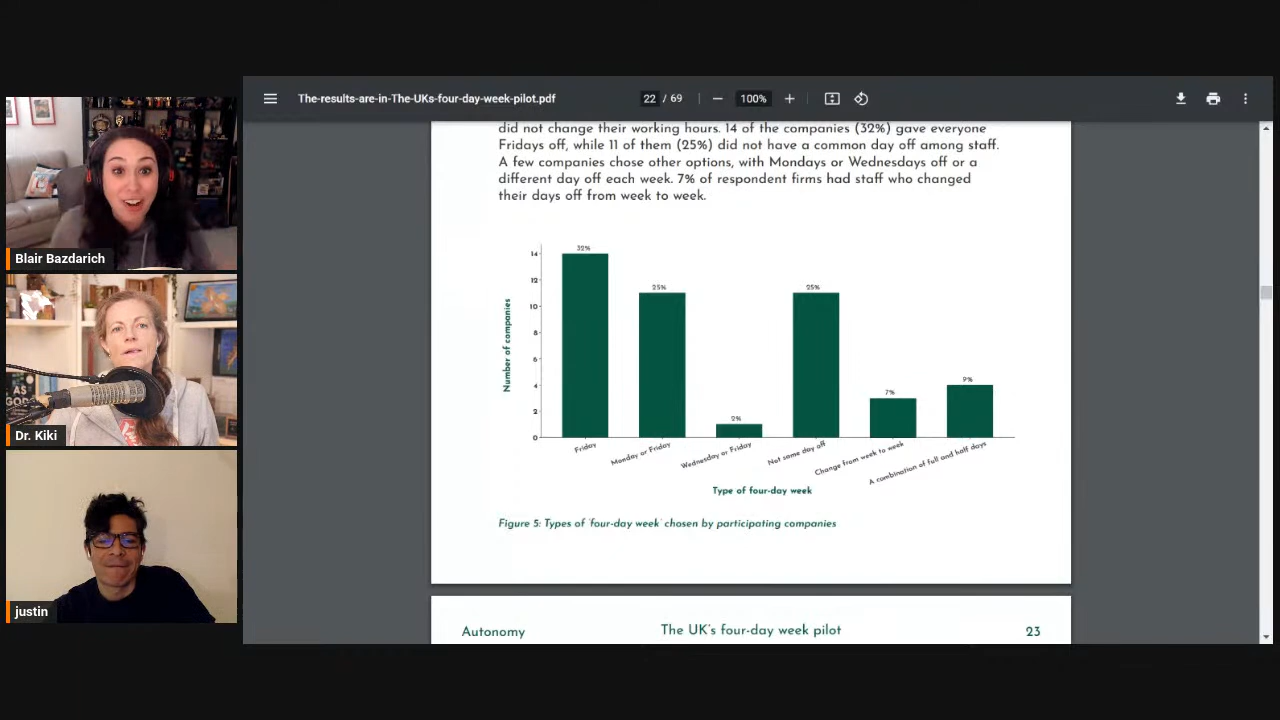 The-results-are-in-The-UKs-four-day-week-pilot.pdf
22 / 69
100%
did not change their working hours. 14 of the companies (32%) gave everyone
Fridays off, while 11 of them (25%) did not have a common day off among staff.
A few companies chose other options, with Mondays or Wednesdays off or a
different day off each week. 7% of respondent firms had staff who changed
their days off from week to week.
Number of companies
14
12
10
8
6
4
2
0
32%
25%
2%
25%
7%
9%
Friday
Monday or Friday
Wednesday or Friday
Not same day off
Change from week to week
A combination of full and half days
Type of four-day week
Figure 5: Types of 'four-day week' chosen by participating companies
Autonomy
The UK's four-day week pilot
23
Blair Bazdarich
AS
GOD
Dr. Kiki
justin